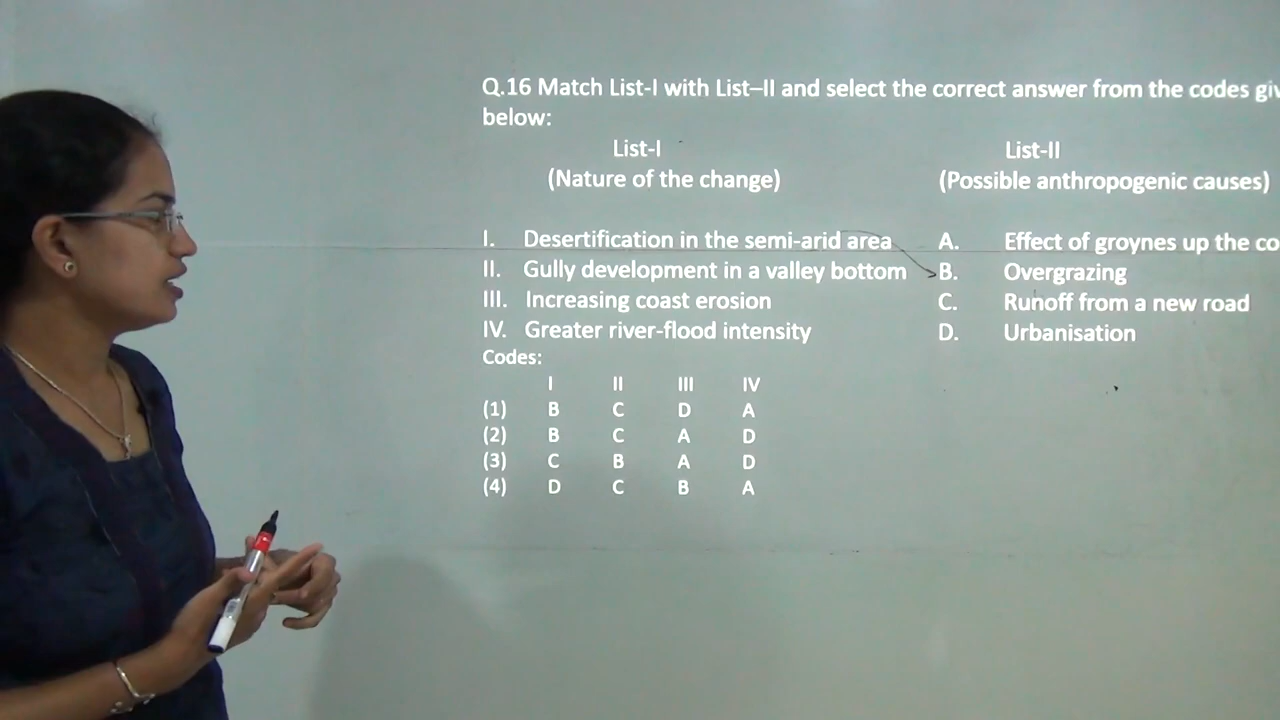 Q.16 Match List-I with List–II and select the correct answer from the codes
below:
List-I List-II
(Nature of the change) (Possible anthropogenic causes)
I. Desertification in the semi-arid area A. Effect of groynes up the
II. Gully development in a valley bottom B. Overgrazing
III. Increasing coast erosion C. Runoff from a new road
IV. Greater river-flood intensity D. Urbanisation
Codes:
I II III IV
(1) B C D A
(2) B C A D
(3) C B A D
(4) D C B A